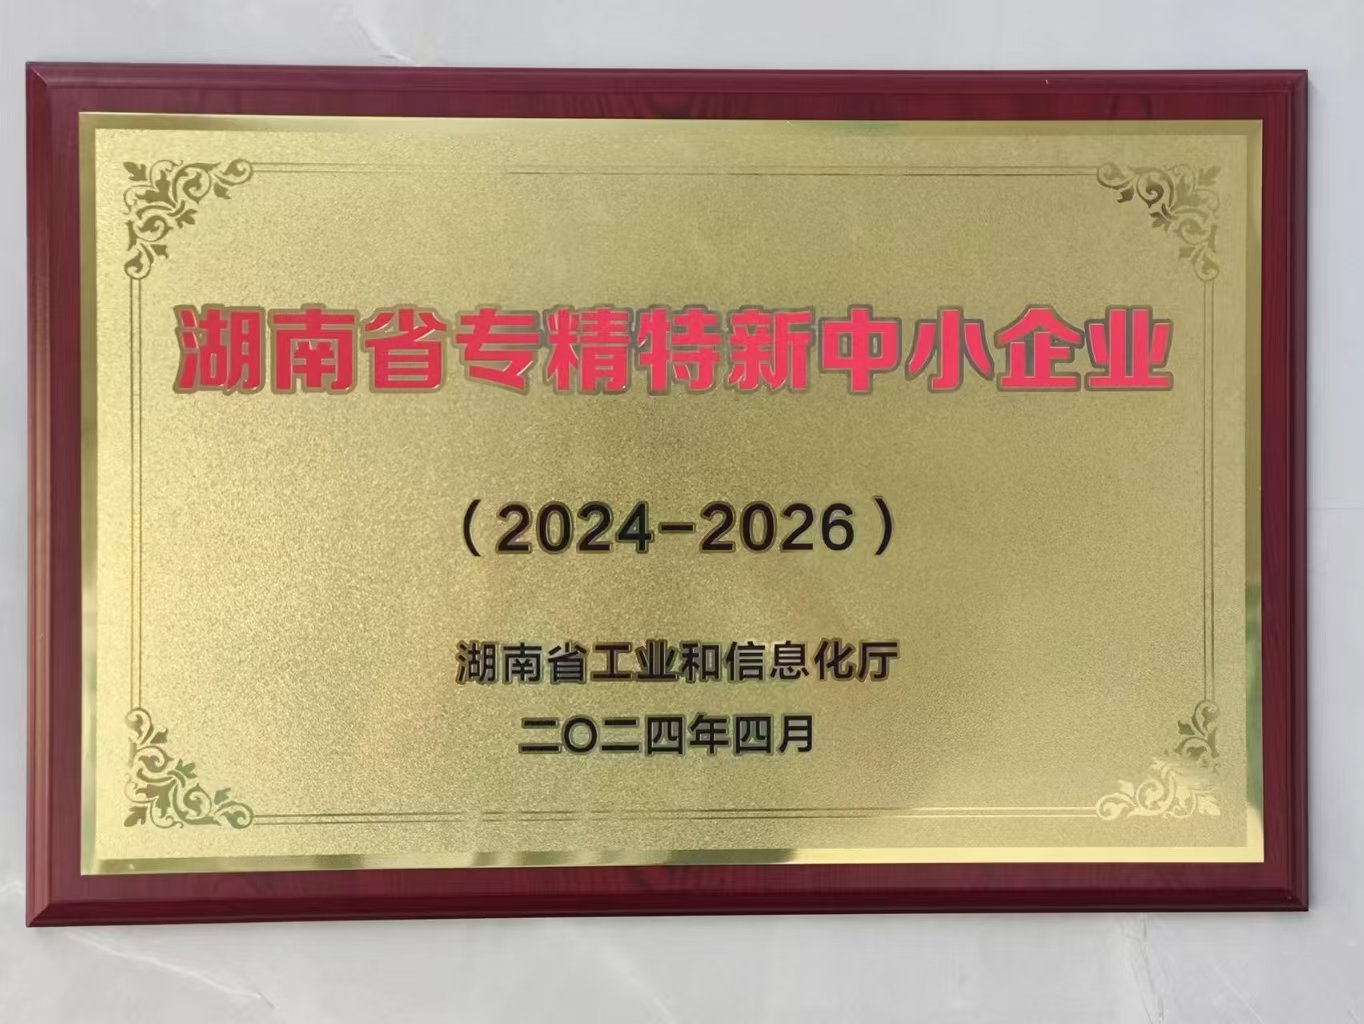 湖南省专精特新中小企业
（2024-2026）
湖南省工业和信息化厅
二〇二四年四月